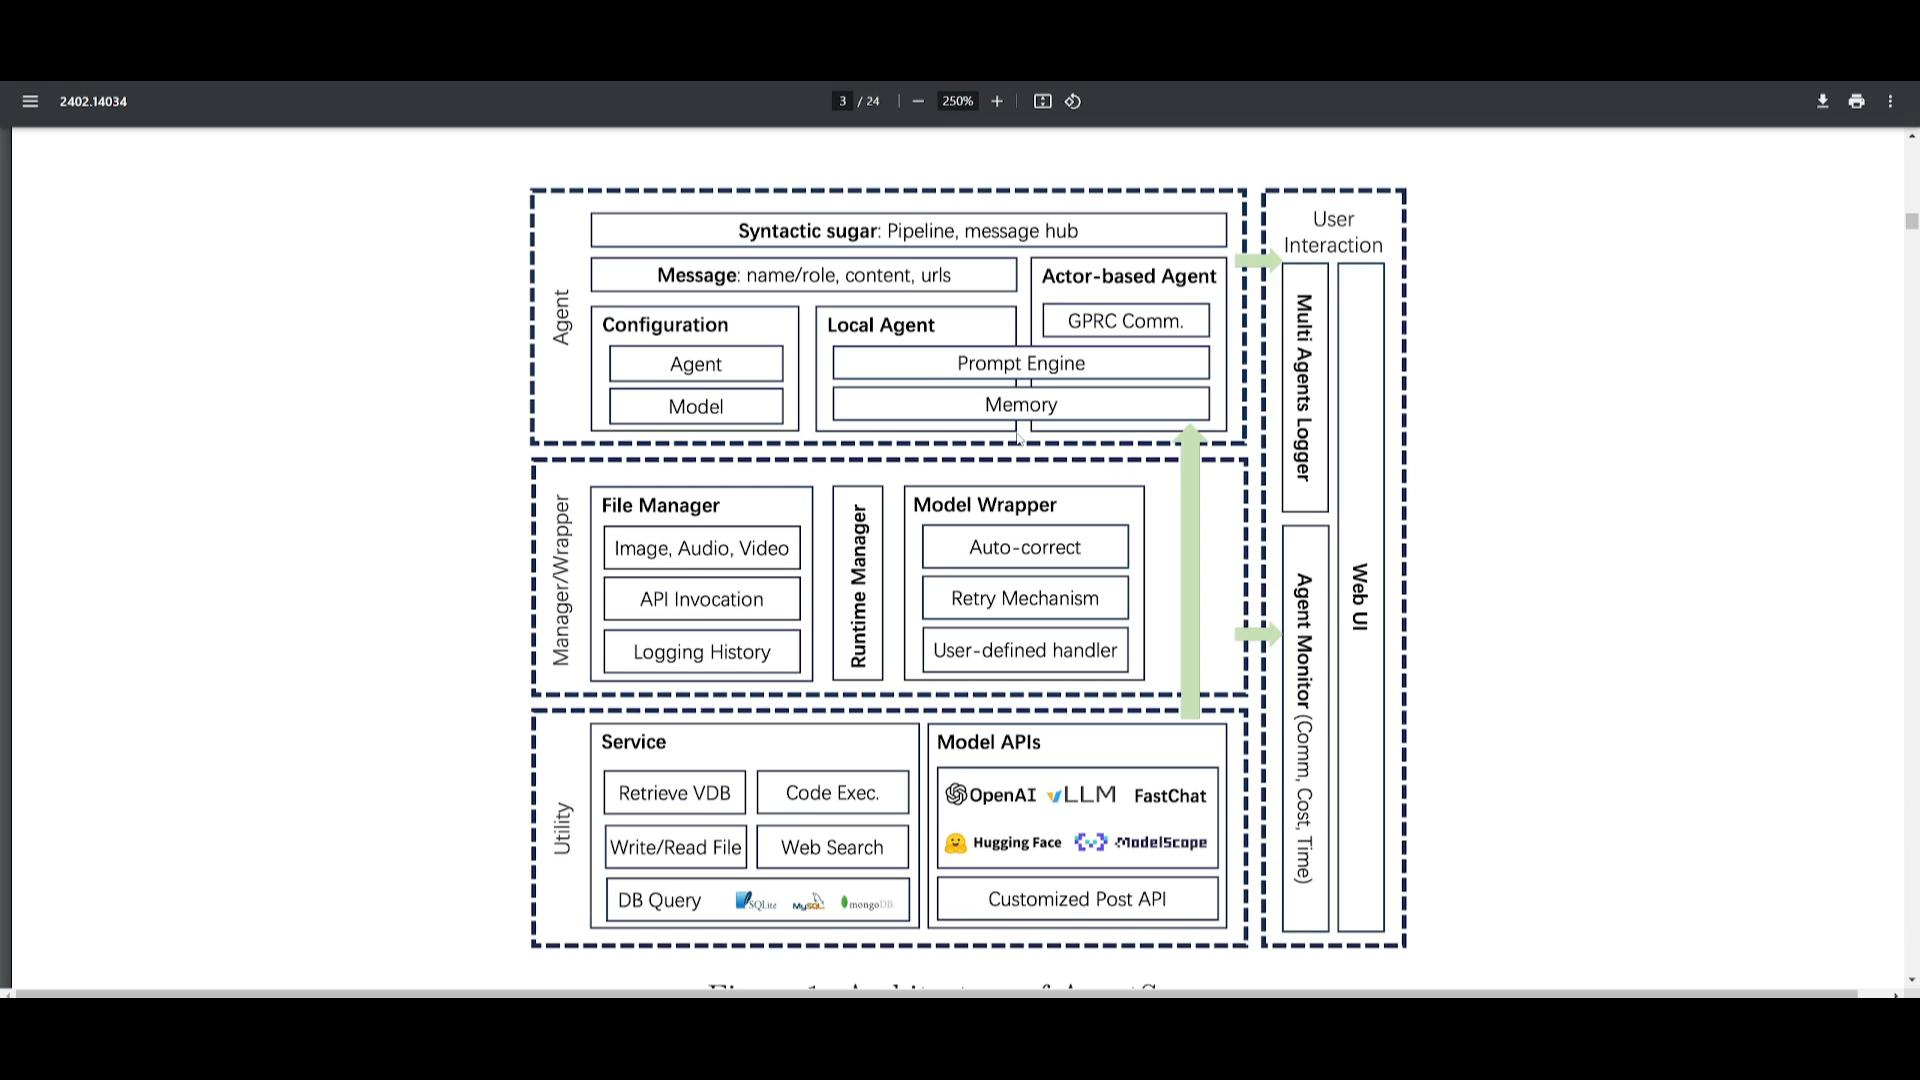 2402.14034
3 / 24
250%
Agent
Syntactic sugar: Pipeline, message hub
Message: name/role, content, urls
Configuration
Agent
Model
Local Agent
Actor-based Agent
GPRC Comm.
Prompt Engine
Memory
Manager/Wrapper
File Manager
Image, Audio, Video
API Invocation
Logging History
Runtime Manager
Model Wrapper
Auto-correct
Retry Mechanism
User-defined handler
Utility
Service
Retrieve VDB
Code Exec.
Write/Read File
Web Search
DB Query
SQLite
MySQL
mongoDB
Model APIs
OpenAI
vLLM
FastChat
Hugging Face
ModelScope
Customized Post API
User
Interaction
Multi Agents Logger
Agent Monitor (Comm, Cost, Time)
Web UI